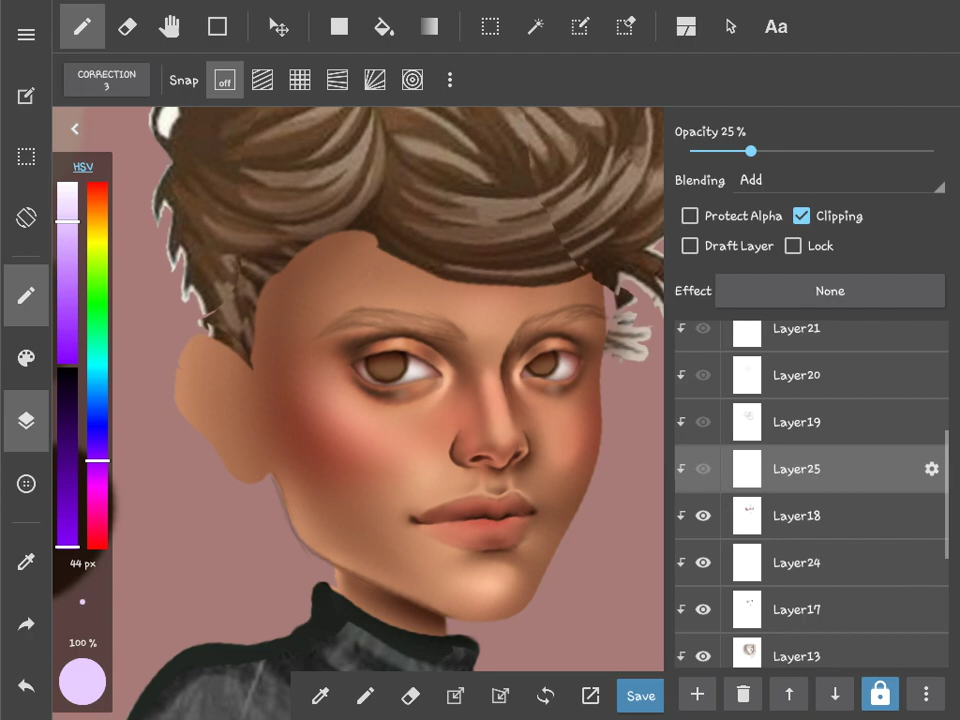 Aa
CORRECTION
3
Snap
off
HSV
44 px
100 %
Save
Opacity 25 %
Blending Add
Protect Alpha Clipping
Draft Layer Lock
Effect None
Layer21
Layer20
Layer19
Layer25
Layer18
Layer24
Layer17
Layer13